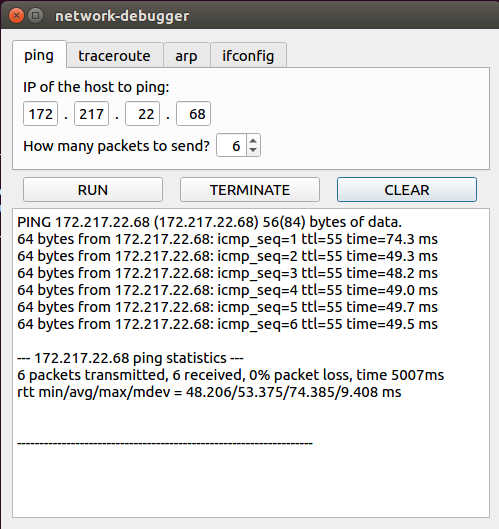 network-debugger
ping traceroute arp ifconfig
IP of the host to ping:
172 . 217 . 22 . 68
How many packets to send? 6
RUN TERMINATE CLEAR
PING 172.217.22.68 (172.217.22.68) 56(84) bytes of data.
64 bytes from 172.217.22.68: icmp_seq=1 ttl=55 time=74.3 ms
64 bytes from 172.217.22.68: icmp_seq=2 ttl=55 time=49.3 ms
64 bytes from 172.217.22.68: icmp_seq=3 ttl=55 time=48.2 ms
64 bytes from 172.217.22.68: icmp_seq=4 ttl=55 time=49.0 ms
64 bytes from 172.217.22.68: icmp_seq=5 ttl=55 time=49.7 ms
64 bytes from 172.217.22.68: icmp_seq=6 ttl=55 time=49.5 ms
--- 172.217.22.68 ping statistics ---
6 packets transmitted, 6 received, 0% packet loss, time 5007ms
rtt min/avg/max/mdev = 48.206/53.375/74.385/9.408 ms
------------------------------------------------------------------